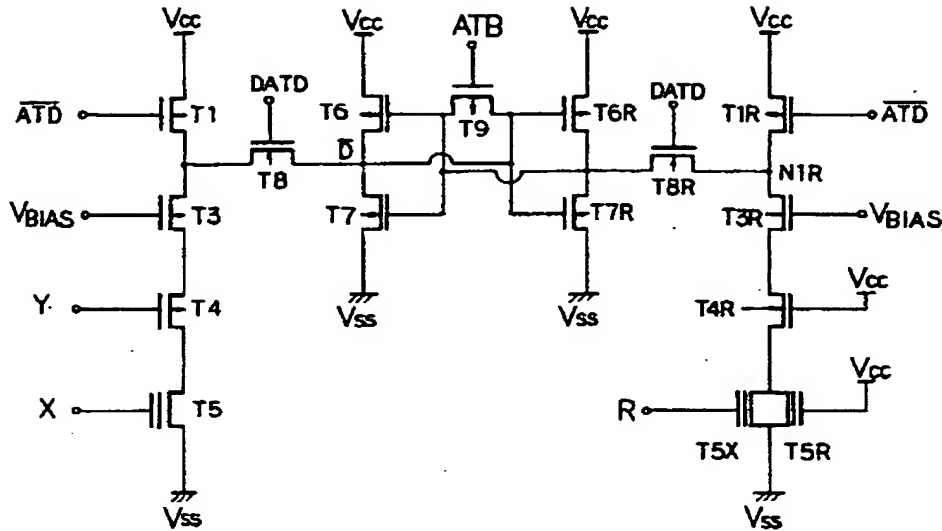 Vcc Vcc ATB Vcc Vcc
DATD DATD
ATD T1 T6 T9 T6R T1R ATD
D
T8 T8R N1R
VBIAS T3 T7 T7R T3R VBIAS
Vcc
Y. T4 Vss Vss T4R
Vcc
X T5 R
T5X T5R
Vss Vss